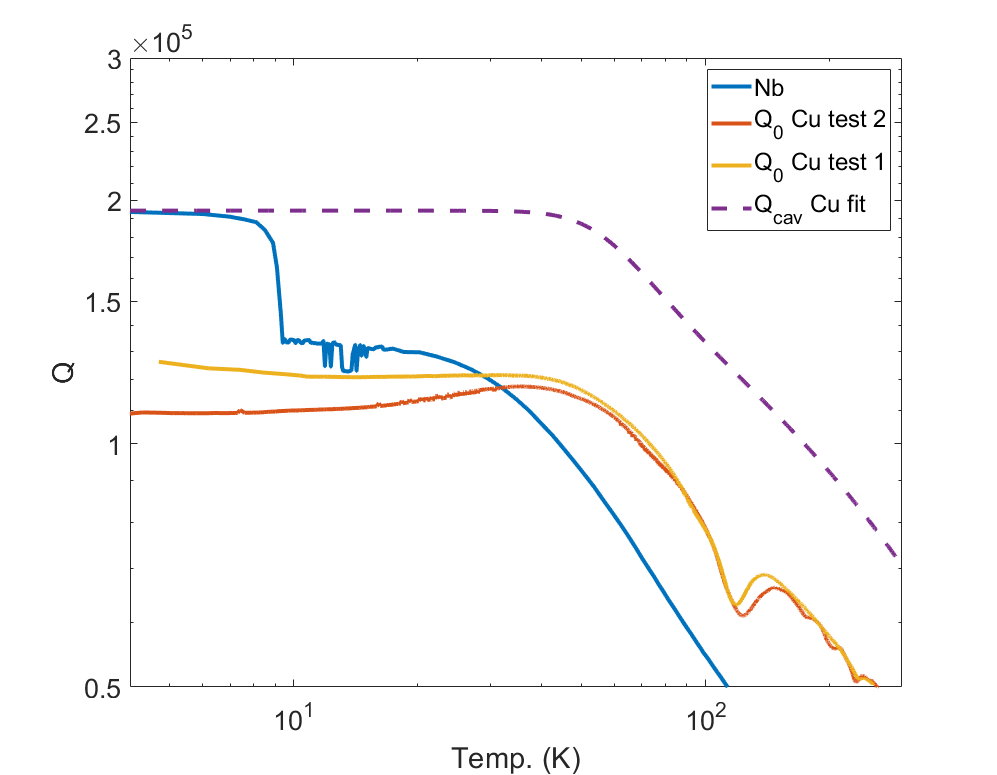 ×10^5
3
2.5
2
1.5
1
0.5
Q
10^1
10^2
Temp. (K)
Nb
Q_0 Cu test 2
Q_0 Cu test 1
Q_cav Cu fit